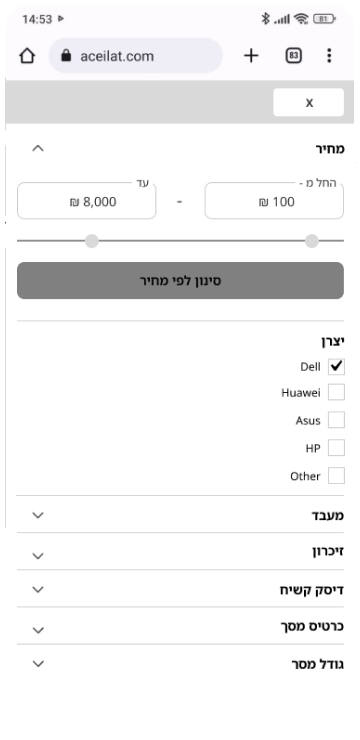 14:53
81
aceilat.com
83
X
מחיר
החל מ -
עד
100 ₪
-
8,000 ₪
סינון לפי מחיר
יצרן
Dell
Huawei
Asus
HP
Other
מעבד
זיכרון
דיסק קשיח
כרטיס מסך
גודל מסך